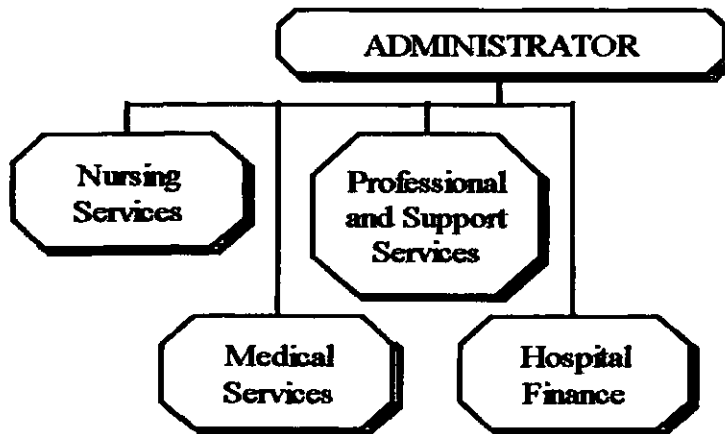 ADMINISTRATOR
Nursing
Services
Professional
and Support
Services
Medical
Services
Hospital
Finance